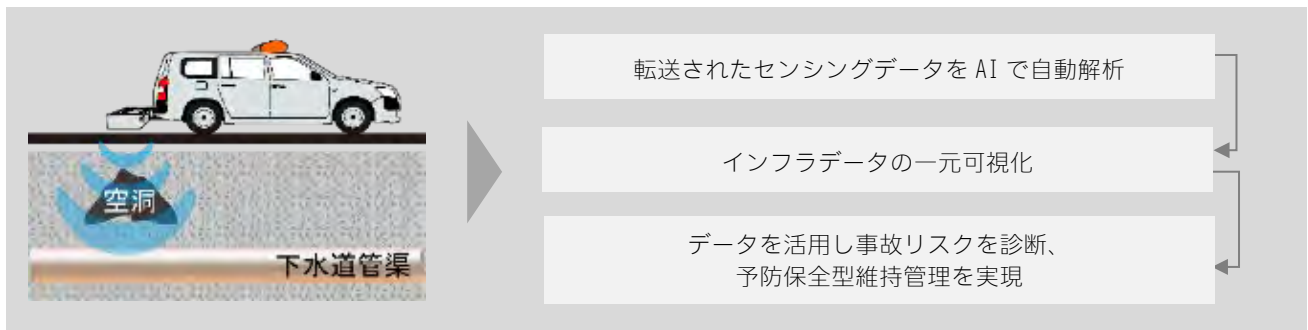 空洞
下水道管渠
転送されたセンシングデータを AI で自動解析
インフラデータの一元可視化
データを活用し事故リスクを診断、
予防保全型維持管理を実現